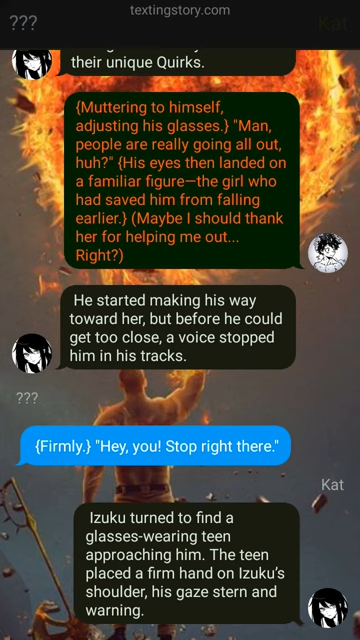 textingstory.com
???
Kat
their unique Quirks.
{Muttering to himself,
adjusting his glasses.} "Man,
people are really going all out,
huh?" {His eyes then landed on
a familiar figure—the girl who
had saved him from falling
earlier.} (Maybe I should thank
her for helping me out...
Right?)
He started making his way
toward her, but before he could
get too close, a voice stopped
him in his tracks.
???
{Firmly.} "Hey, you! Stop right there."
Kat
Izuku turned to find a
glasses-wearing teen
approaching him. The teen
placed a firm hand on Izuku’s
shoulder, his gaze stern and
warning.